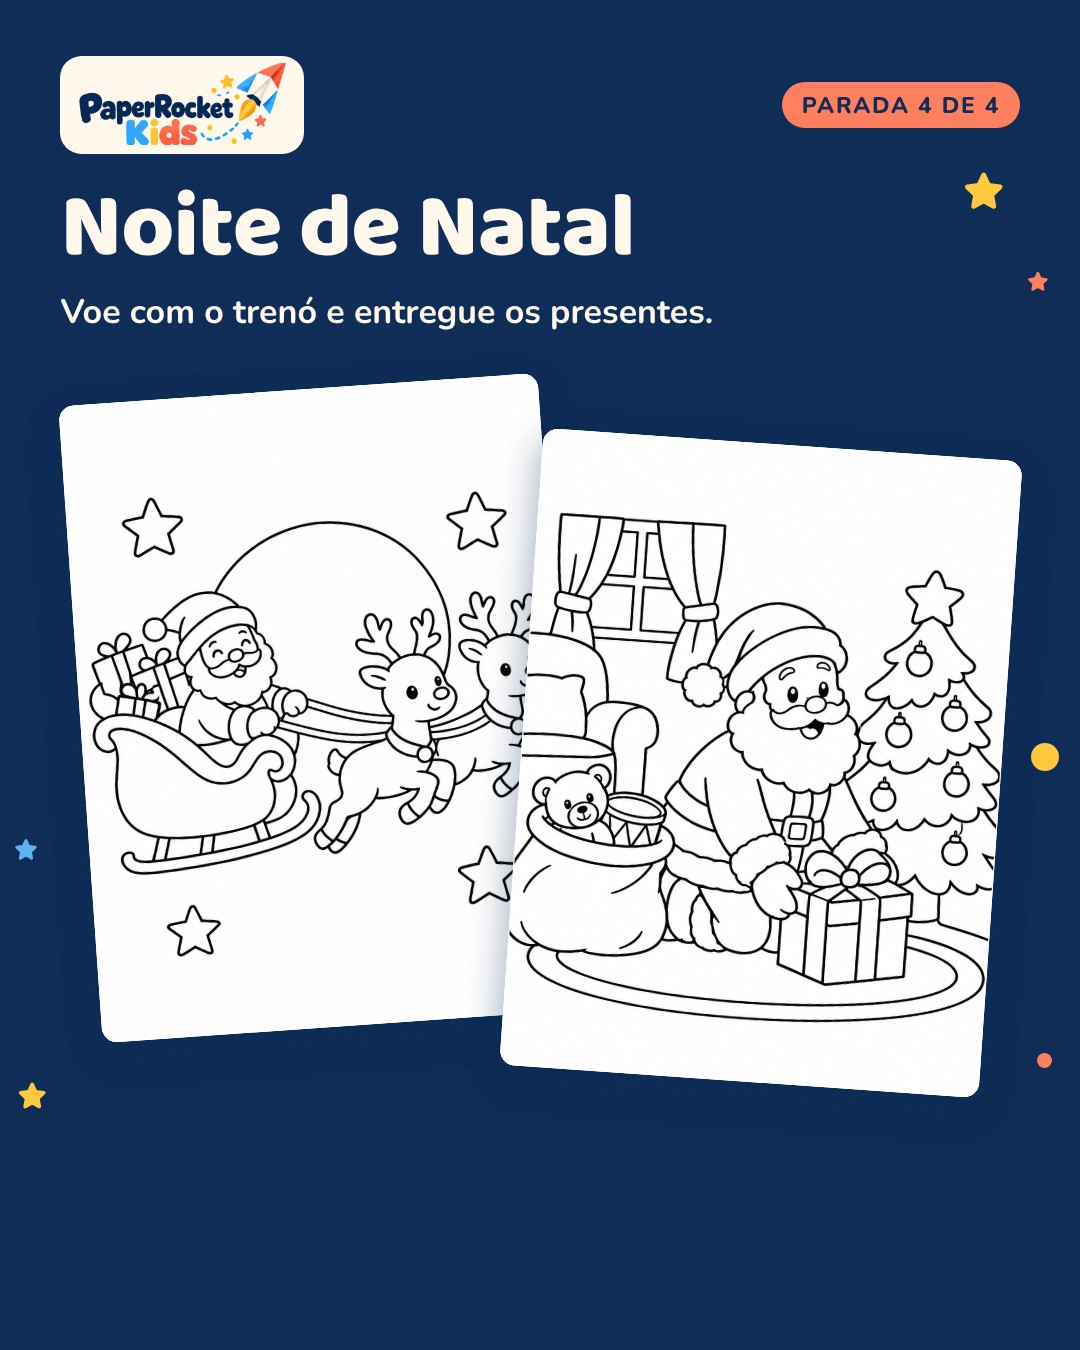 PaperRocket
Kids
PARADA 4 DE 4
Noite de Natal
Voe com o trenó e entregue os presentes.